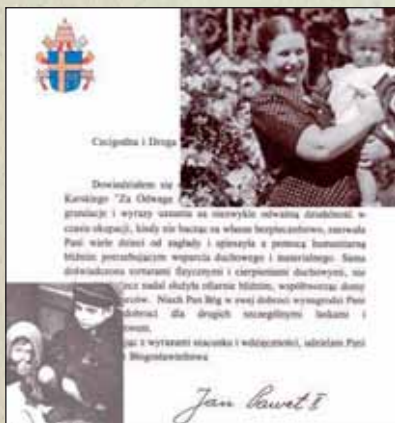 Czcigodna i Droga
Dowiedziałem się
Karskiego "Za Odwagę
gratulacje i wyrazy uznania za niezwykle odważną działalność w
czasie okupacji, kiedy nie bacząc na własne bezpieczeństwo, ratowała
Pani wiele dzieci od zagłady i spieszyła z pomocą humanitarną
bliźnim potrzebującym wsparcia duchowego i materialnego. Sama
doświadczona torturami fizycznymi i cierpieniami duchowymi, nie
lecz nadal służyła ofiarnie bliźnim, współtworząc domy
Niech Pan Bóg w swej dobroci wynagrodzi Pani
dobroci dla drugich szczególnymi łaskami i
z wyrazami szacunku i wdzięczności, udzielam Pani
Błogosławieństwa
Jan Paweł II